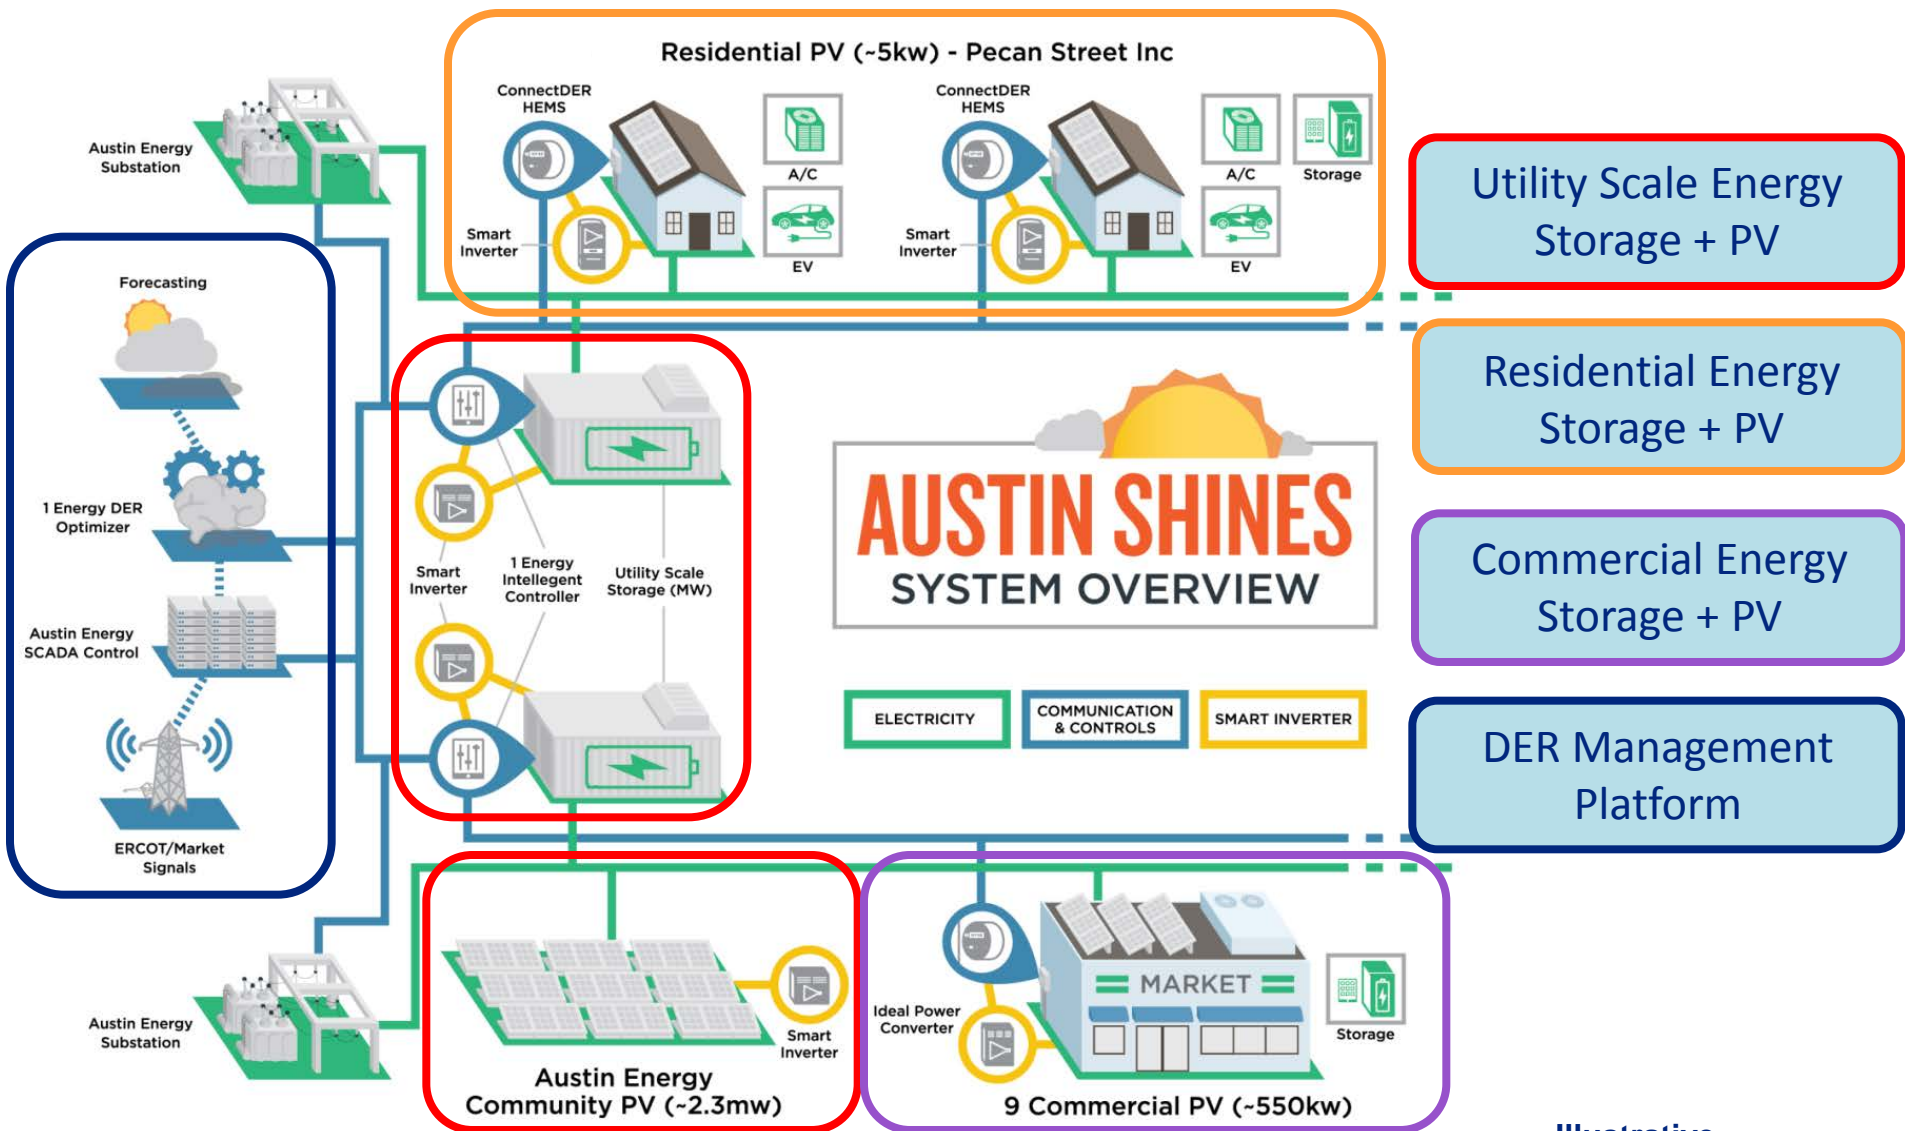 Residential PV (~5kw) - Pecan Street Inc
ConnectDER
HEMS
ConnectDER
HEMS
Austin Energy
Substation
A/C
A/C
Storage
Smart
Inverter
Smart
Inverter
EV
EV
Utility Scale Energy
Storage + PV
Residential Energy
Storage + PV
Commercial Energy
Storage + PV
DER Management
Platform
Forecasting
1 Energy DER
Optimizer
Austin Energy
SCADA Control
ERCOT/Market
Signals
Smart
Inverter
1 Energy
Intellegent
Controller
Utility Scale
Storage (MW)
AUSTIN SHINES
SYSTEM OVERVIEW
ELECTRICITY
COMMUNICATION
& CONTROLS
SMART INVERTER
Austin Energy
Substation
Smart
Inverter
Austin Energy
Community PV (~2.3mw)
Ideal Power
Converter
MARKET
Storage
9 Commercial PV (~550kw)